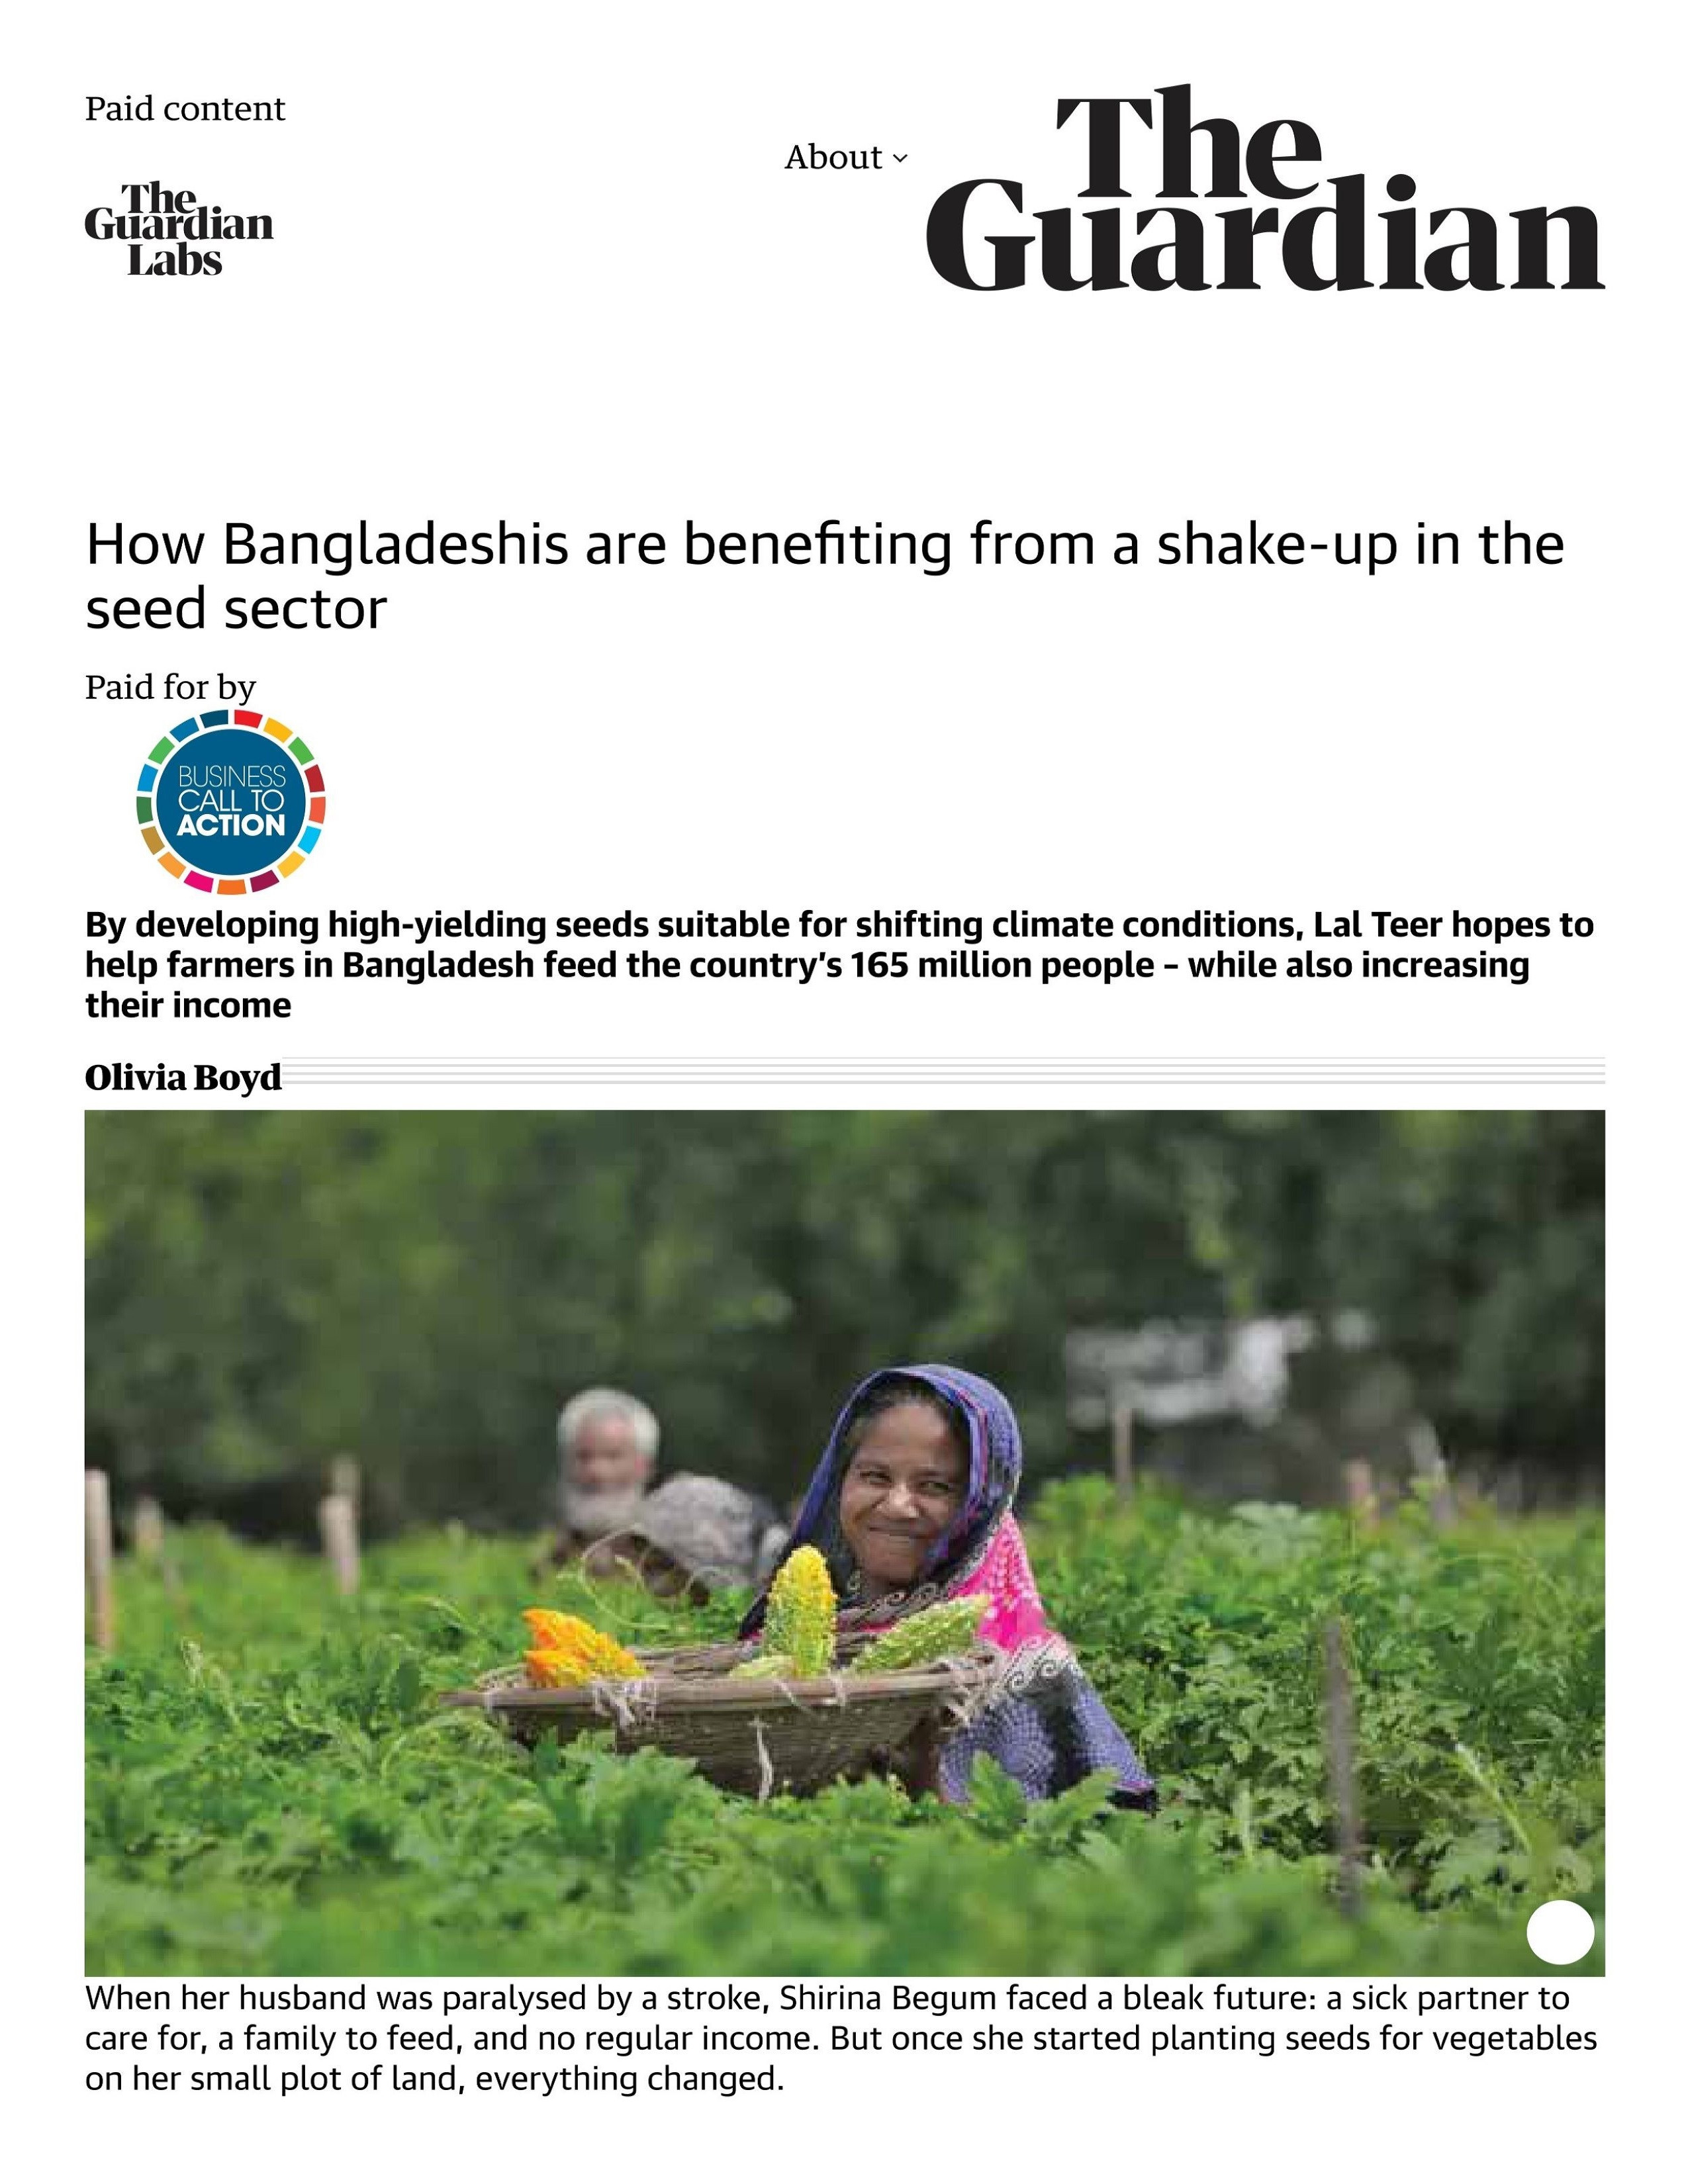 Paid content
About
The
Guardian
The
Guardian
Labs
How Bangladeshis are benefiting from a shake-up in the
seed sector
Paid for by
BUSINESS
CALL TO
ACTION
By developing high-yielding seeds suitable for shifting climate conditions, Lal Teer hopes to
help farmers in Bangladesh feed the country's 165 million people – while also increasing
their income
Olivia Boyd
When her husband was paralysed by a stroke, Shirina Begum faced a bleak future: a sick partner to
care for, a family to feed, and no regular income. But once she started planting seeds for vegetables
on her small plot of land, everything changed.